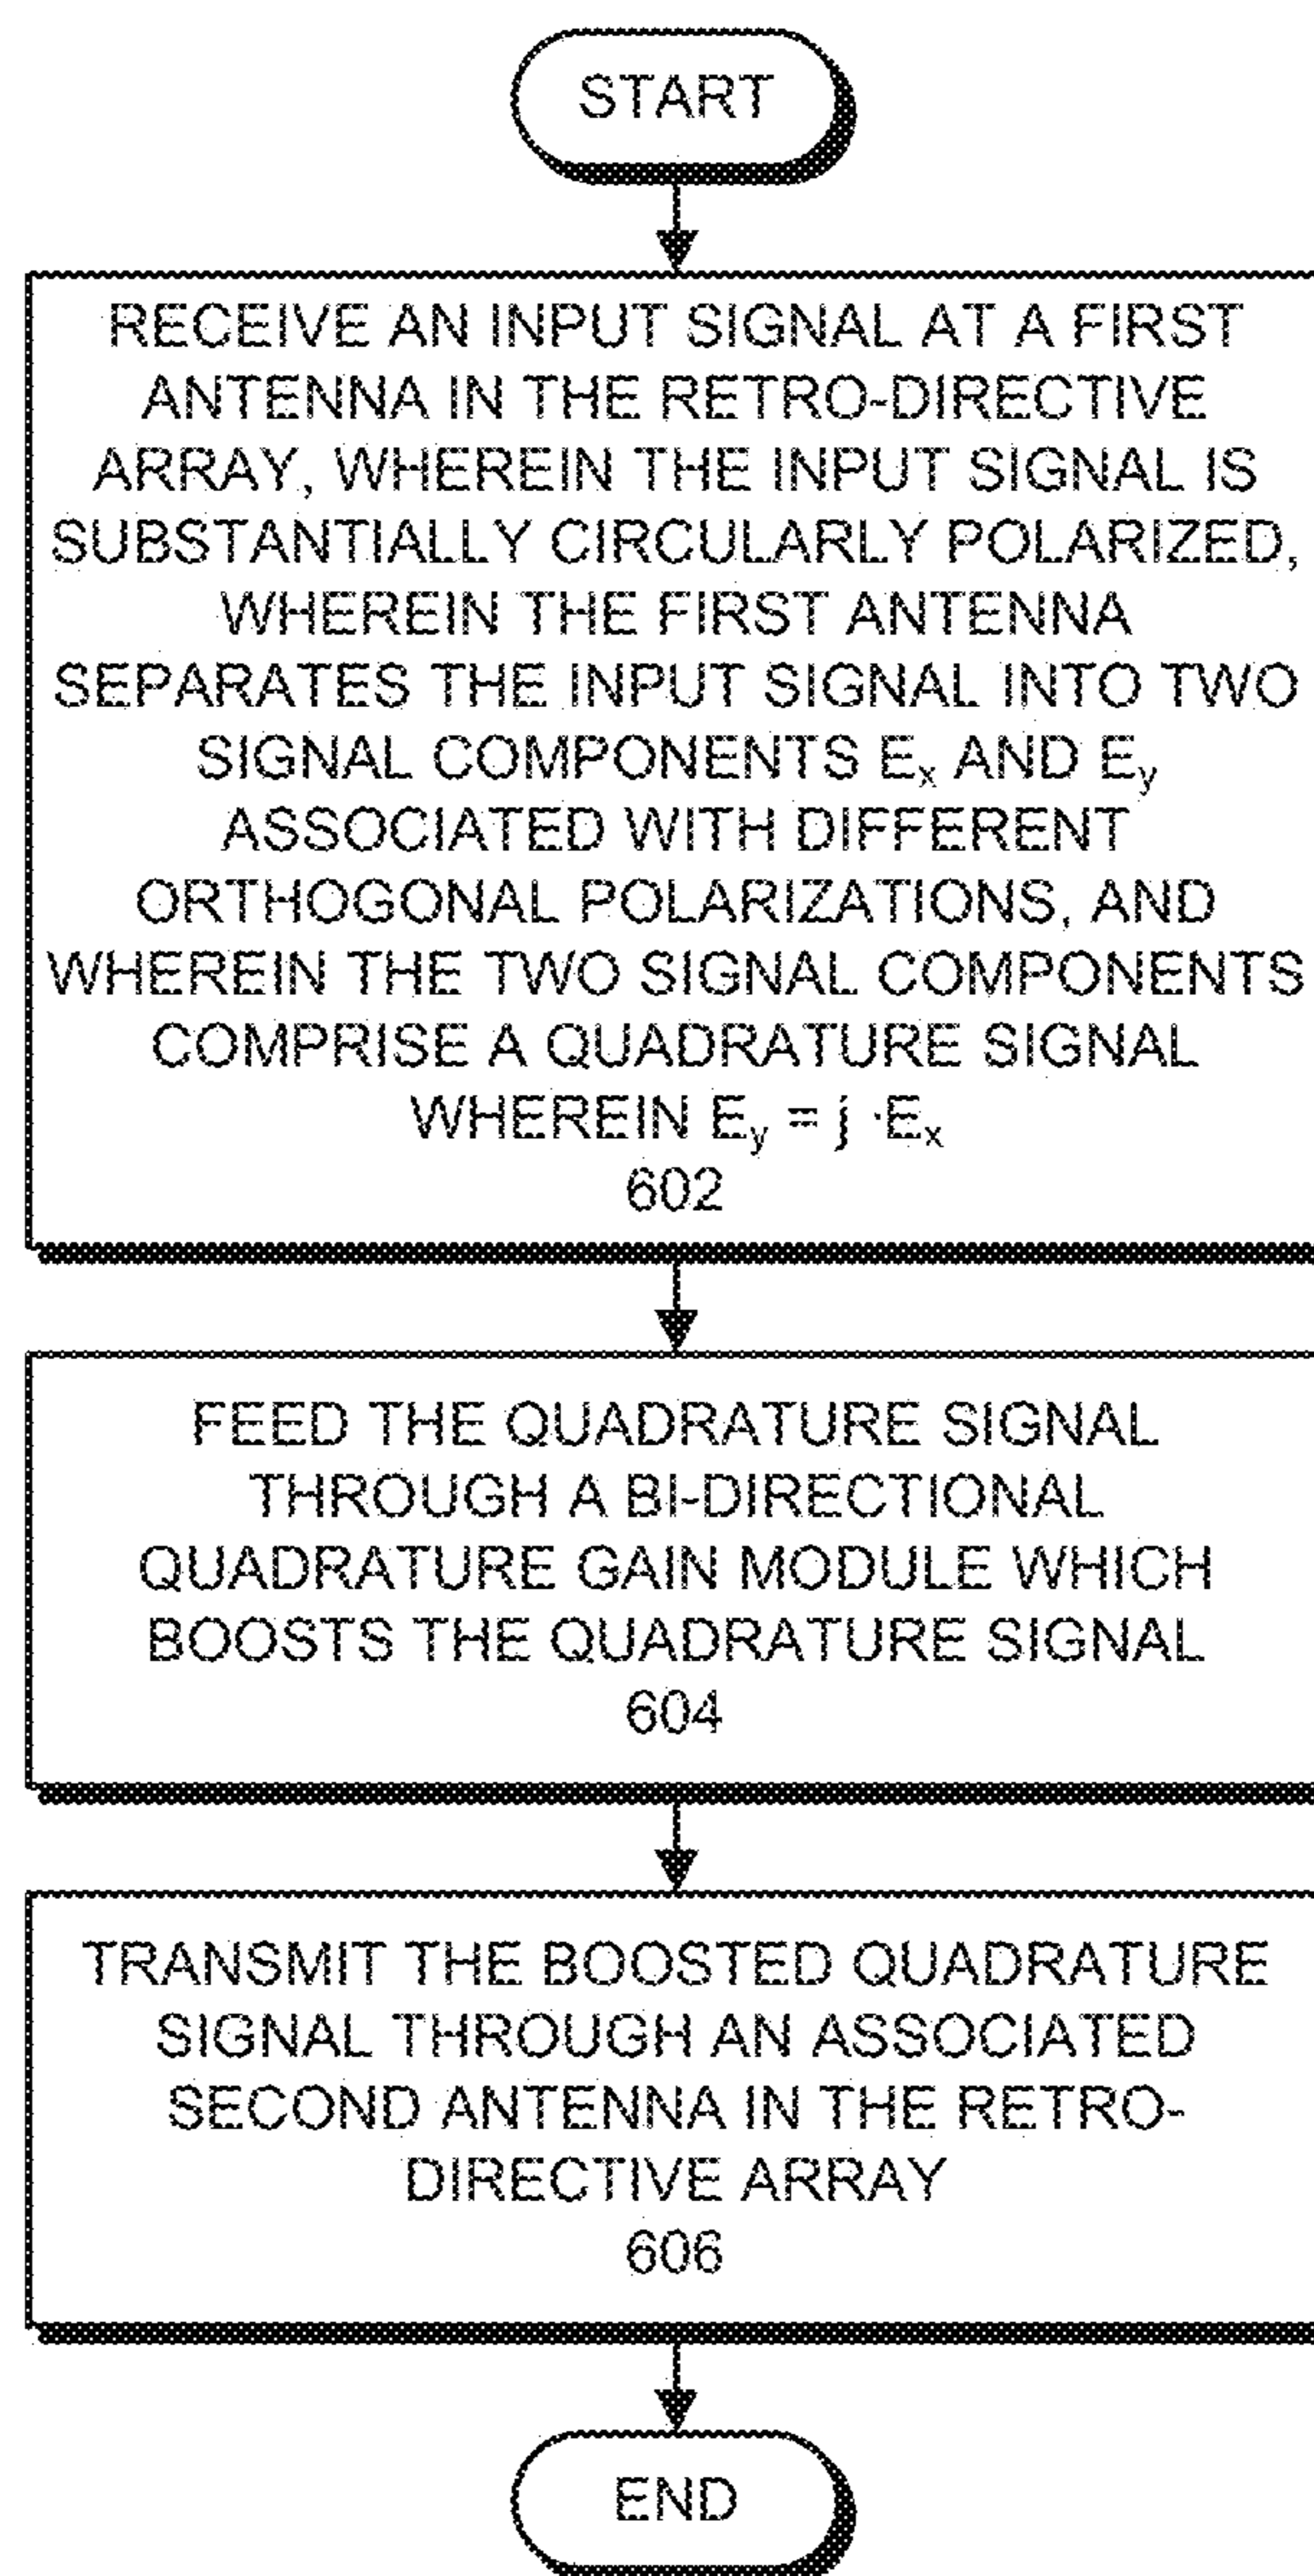 START
RECEIVE AN INPUT SIGNAL AT A FIRST
ANTENNA IN THE RETRO-DIRECTIVE
ARRAY, WHEREIN THE INPUT SIGNAL IS
SUBSTANTIALLY CIRCULARLY POLARIZED,
WHEREIN THE FIRST ANTENNA
SEPARATES THE INPUT SIGNAL INTO TWO
SIGNAL COMPONENTS Eₓ AND Eᵧ
ASSOCIATED WITH DIFFERENT
ORTHOGONAL POLARIZATIONS, AND
WHEREIN THE TWO SIGNAL COMPONENTS
COMPRISE A QUADRATURE SIGNAL
WHEREIN Eᵧ = j ·Eₓ
602
FEED THE QUADRATURE SIGNAL
THROUGH A BI-DIRECTIONAL
QUADRATURE GAIN MODULE WHICH
BOOSTS THE QUADRATURE SIGNAL
604
TRANSMIT THE BOOSTED QUADRATURE
SIGNAL THROUGH AN ASSOCIATED
SECOND ANTENNA IN THE RETRO-
DIRECTIVE ARRAY
606
END